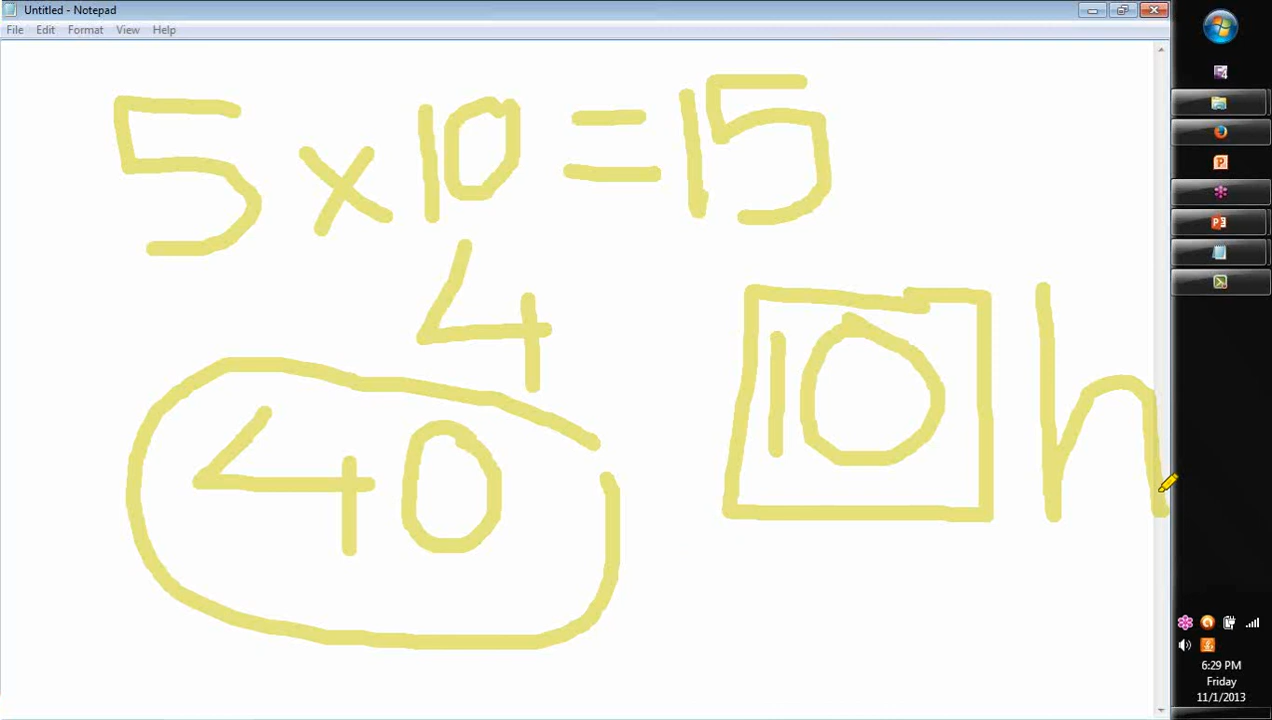 Untitled - Notepad
File Edit Format View Help
5 x 10 = 15
4
40
10 h
6:29 PM
Friday
11/1/2013